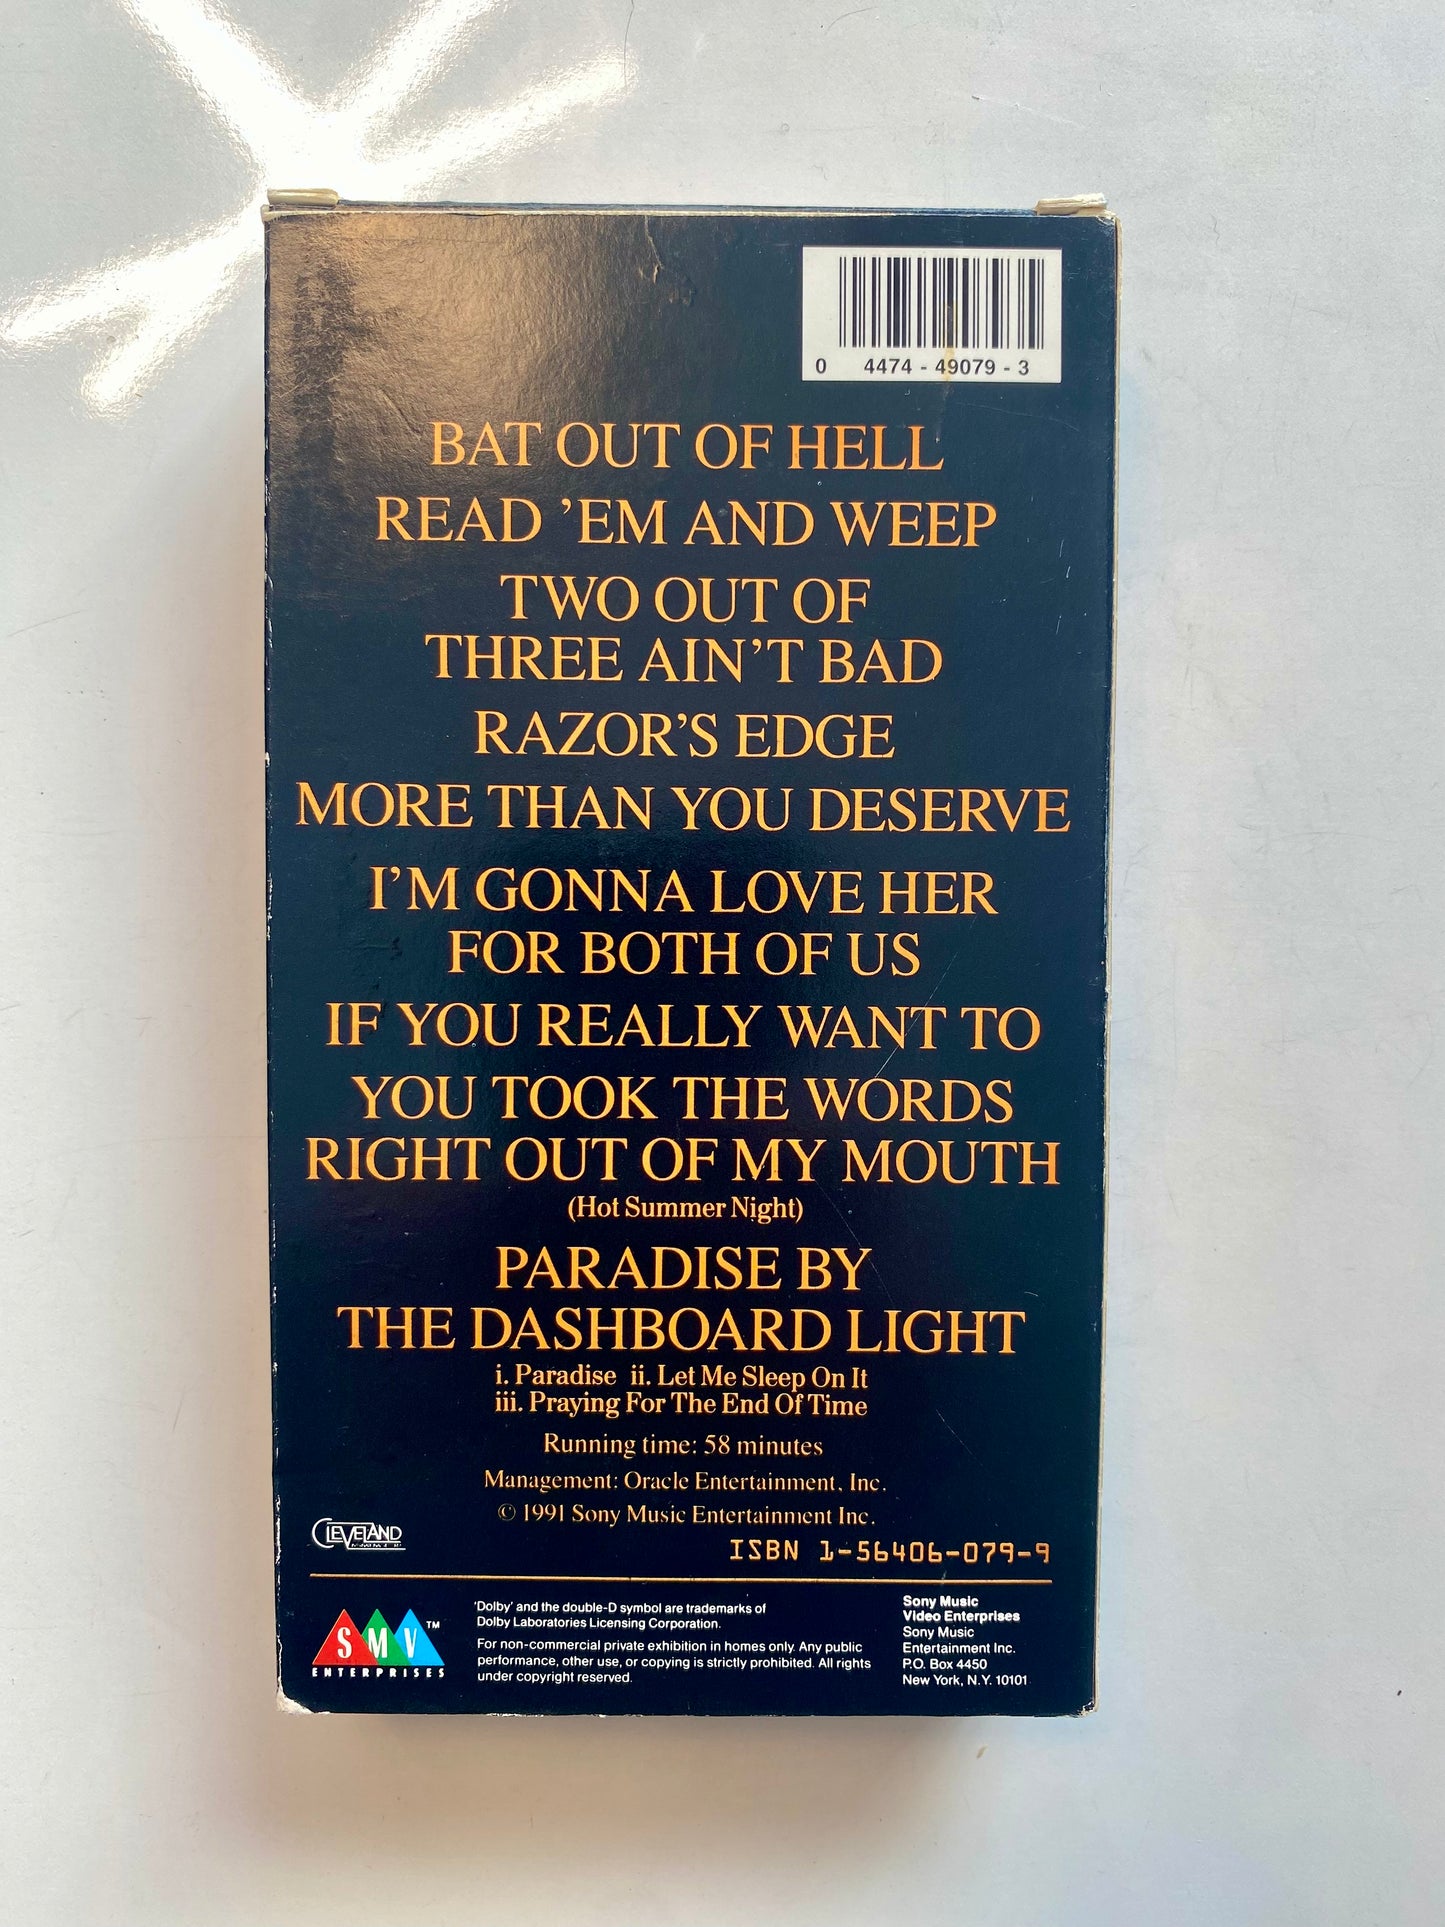 0 4474 - 49079 - 3
BAT OUT OF HELL
READ ’EM AND WEEP
TWO OUT OF
THREE AIN’T BAD
RAZOR’S EDGE
MORE THAN YOU DESERVE
I’M GONNA LOVE HER
FOR BOTH OF US
IF YOU REALLY WANT TO
YOU TOOK THE WORDS
RIGHT OUT OF MY MOUTH
(Hot Summer Night)
PARADISE BY
THE DASHBOARD LIGHT
i. Paradise ii. Let Me Sleep On It
iii. Praying For The End Of Time
Running time: 58 minutes
Management: Oracle Entertainment, Inc.
© 1991 Sony Music Entertainment Inc.
CLEVELAND
ISBN 1-56406-079-9
SMV™
ENTERPRISES
'Dolby' and the double-D symbol are trademarks of
Dolby Laboratories Licensing Corporation.
For non-commercial private exhibition in homes only. Any public
performance, other use, or copying is strictly prohibited. All rights
under copyright reserved.
Sony Music
Video Enterprises
Sony Music
Entertainment Inc.
P.O. Box 4450
New York, N.Y. 10101